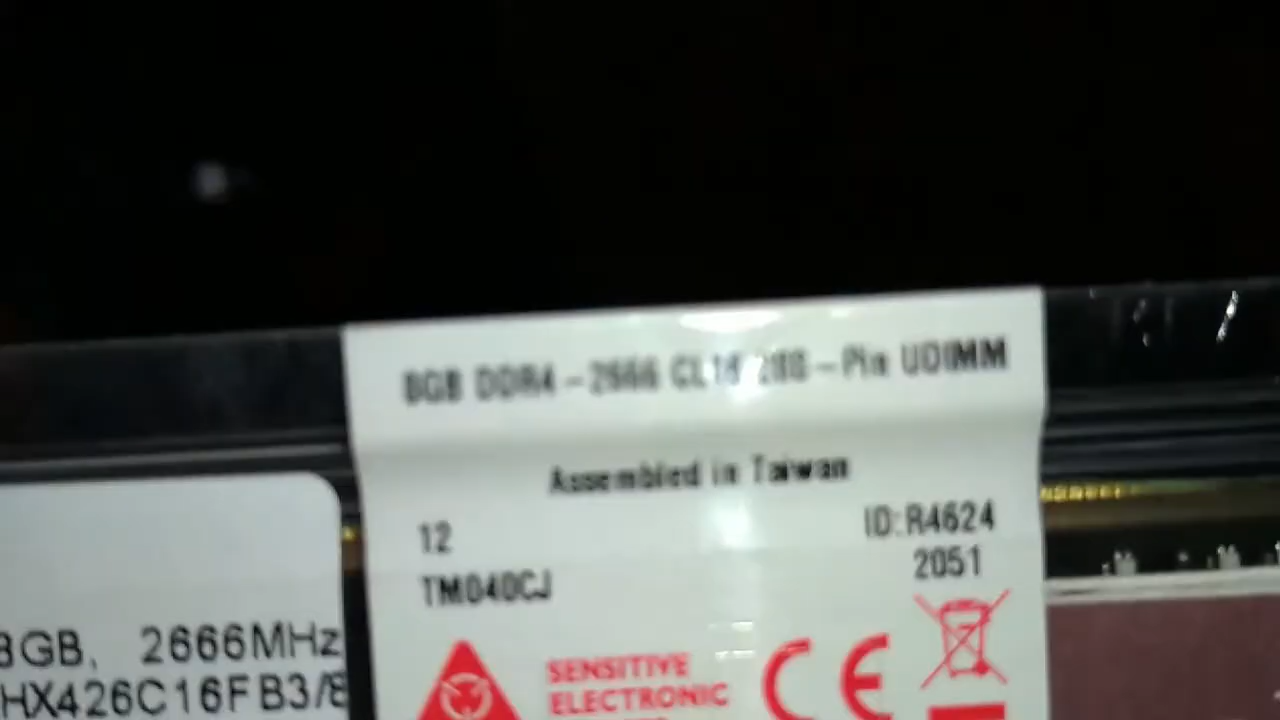 8GB DDR4-2666 CL16 288-Pin UDIMM
Assembled in Taiwan
12
ID:R4624
TM040CJ
2051
8GB, 2666MHz
HX426C16FB3/8
SENSITIVE
ELECTRONIC
CE